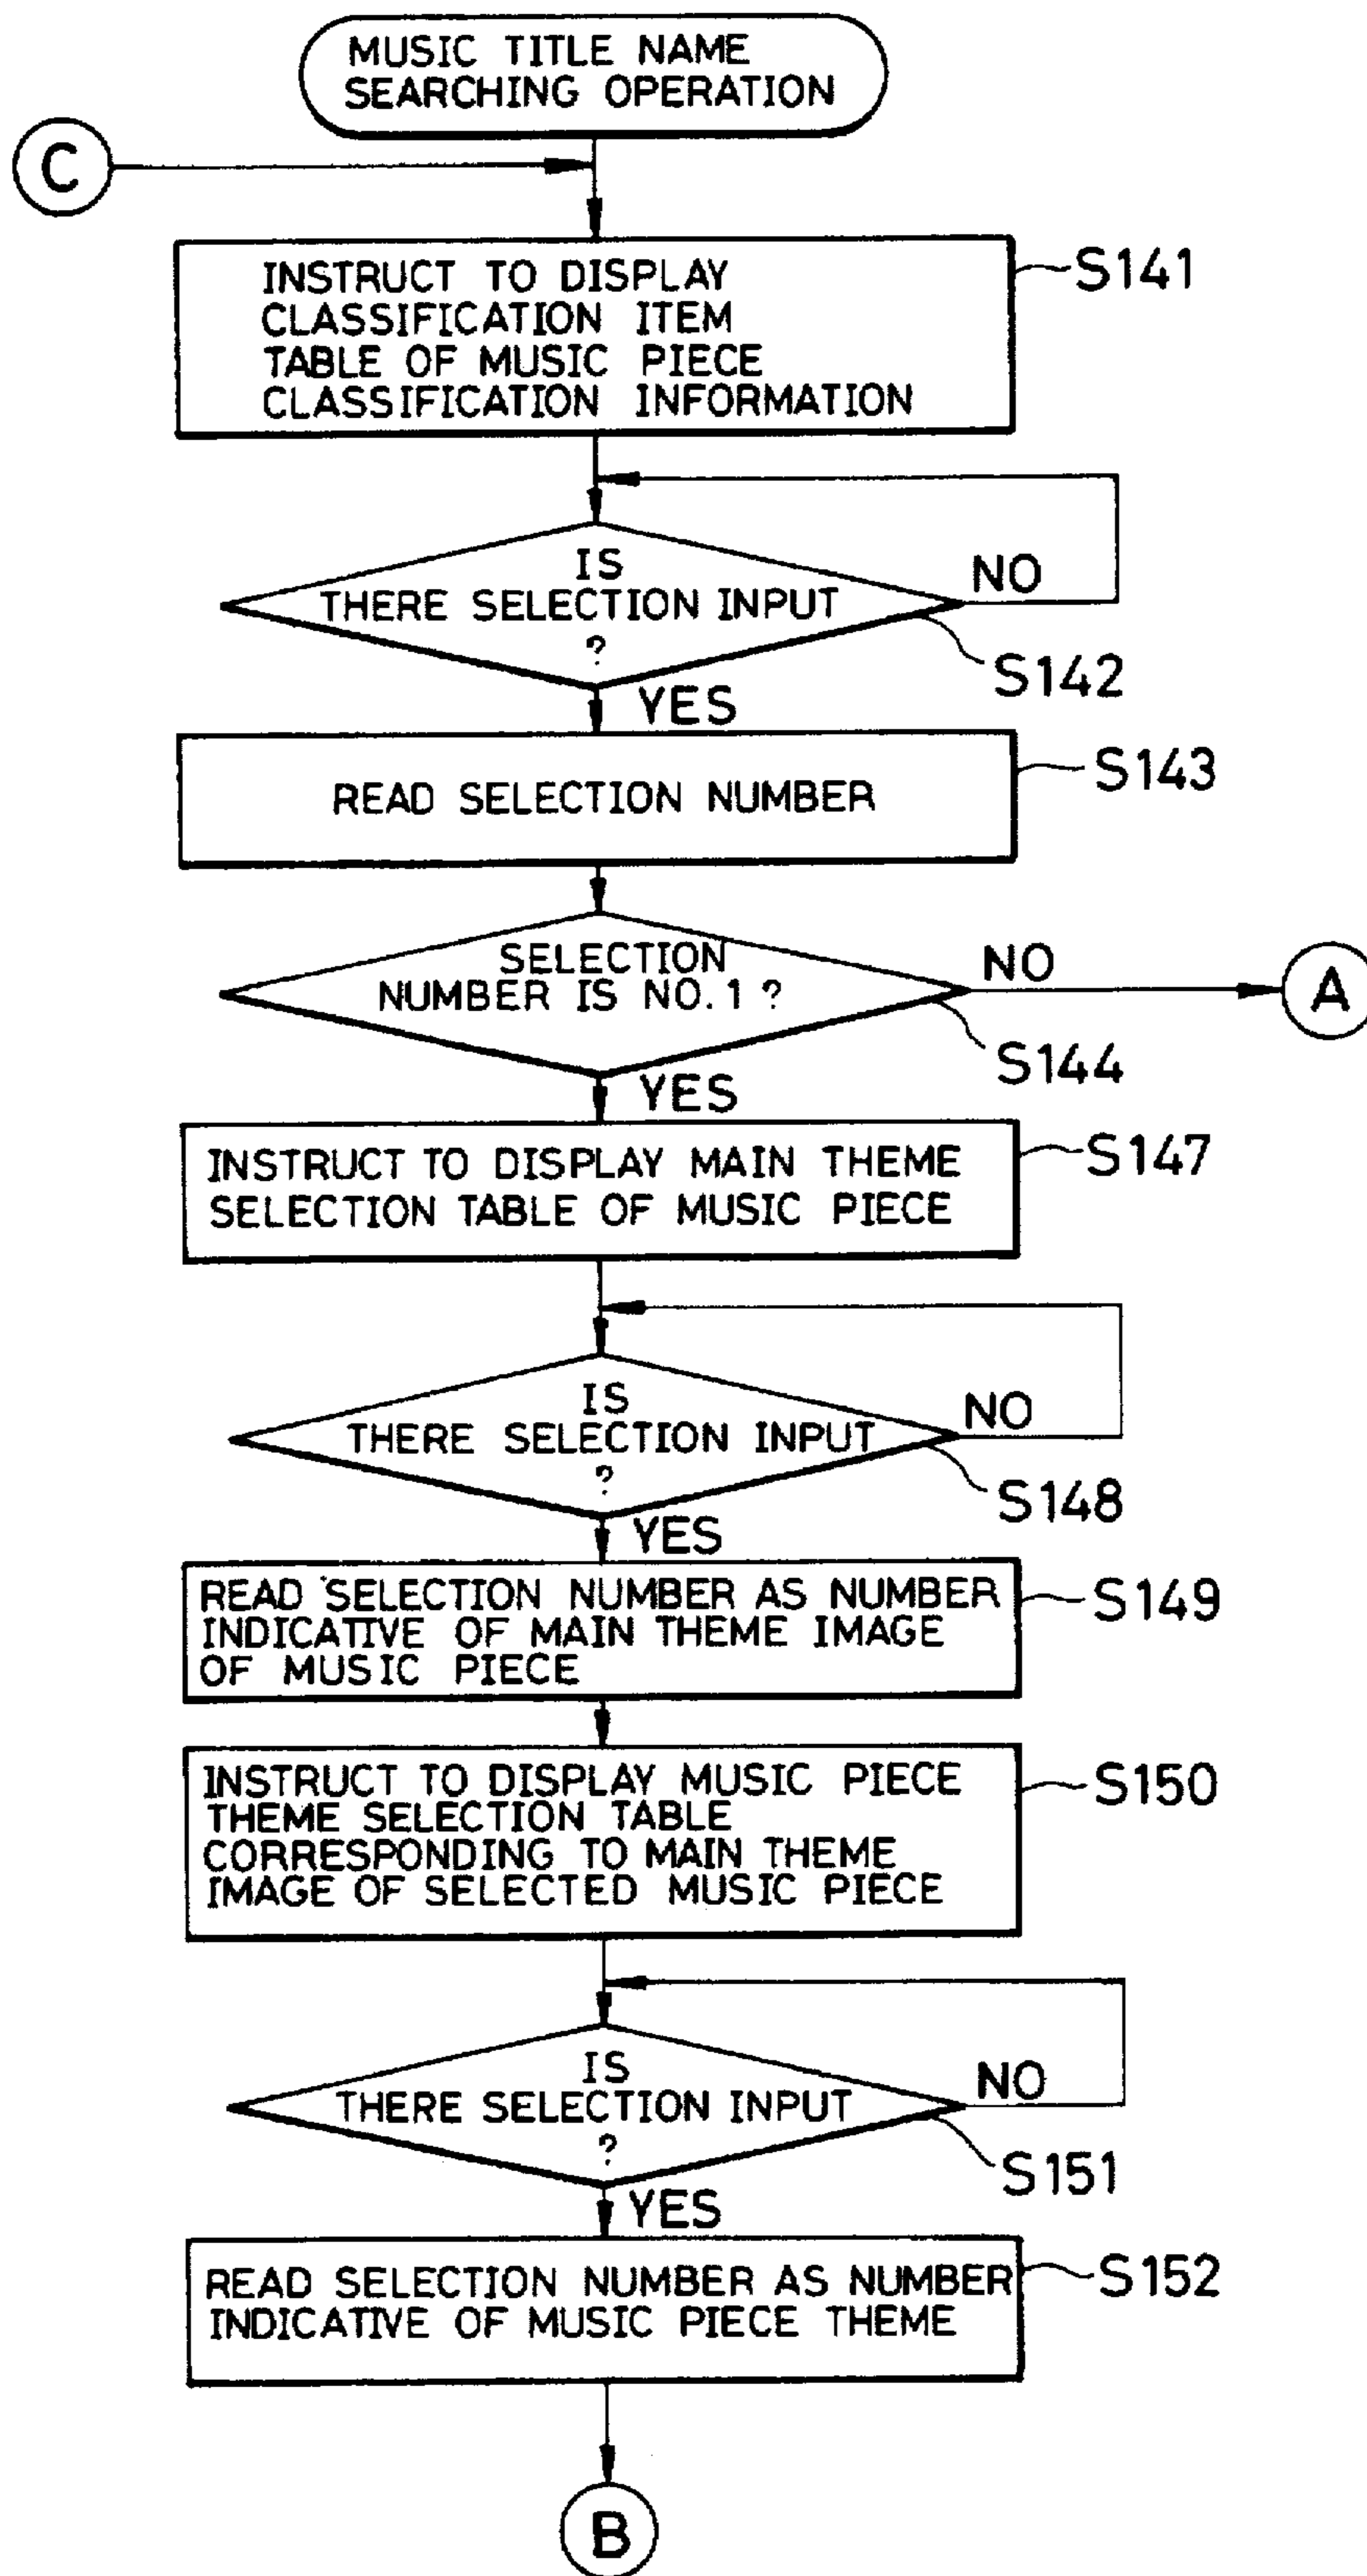 MUSIC TITLE NAME
SEARCHING OPERATION
C
INSTRUCT TO DISPLAY
CLASSIFICATION ITEM
TABLE OF MUSIC PIECE
CLASSIFICATION INFORMATION
S141
IS
THERE SELECTION INPUT
?
NO
S142
YES
READ SELECTION NUMBER
S143
SELECTION
NUMBER IS NO.1 ?
NO
A
S144
YES
INSTRUCT TO DISPLAY MAIN THEME
SELECTION TABLE OF MUSIC PIECE
S147
IS
THERE SELECTION INPUT
?
NO
S148
YES
READ SELECTION NUMBER AS NUMBER
INDICATIVE OF MAIN THEME IMAGE
OF MUSIC PIECE
S149
INSTRUCT TO DISPLAY MUSIC PIECE
THEME SELECTION TABLE
CORRESPONDING TO MAIN THEME
IMAGE OF SELECTED MUSIC PIECE
S150
IS
THERE SELECTION INPUT
?
NO
S151
YES
READ SELECTION NUMBER AS NUMBER
INDICATIVE OF MUSIC PIECE THEME
S152
B